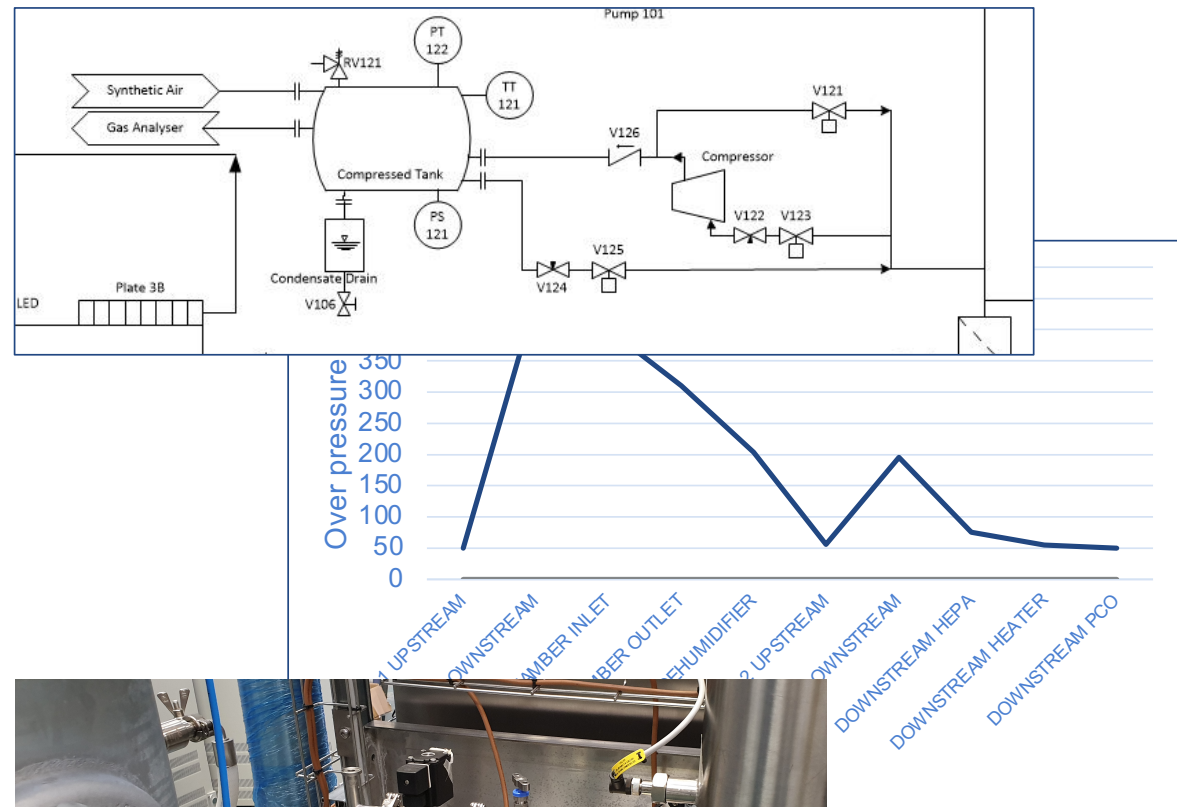 Pump 101
PT
122
RV121
Synthetic Air
TT
121
V121
Gas Analyser
V126
Compressor
Compressed Tank
PS
121
V122 V123
V125
Condensate Drain
V124
Plate 3B
LED
V106
350
300
250
200
150
100
50
0
Over pressure
1 UPSTREAM
OWNSTREAM
AMBER INLET
MBER OUTLET
EHUMIDIFIER
2 UPSTREAM
OWNSTREAM
DOWNSTREAM HEPA
DOWNSTREAM HEATER
DOWNSTREAM PCO